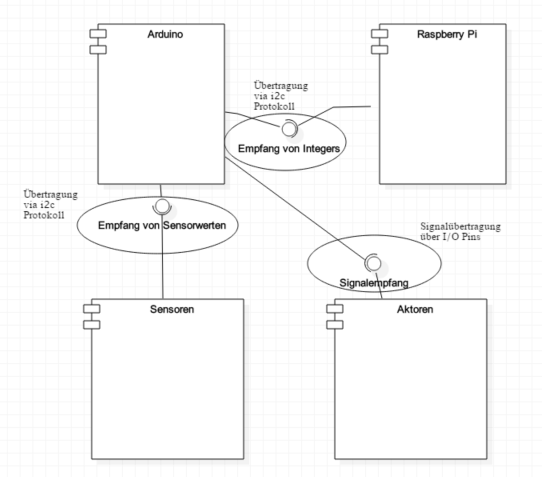 Arduino
Raspberry Pi
Übertragung
via i2c
Protokoll
Empfang von Integers
Übertragung
via i2c
Protokoll
Empfang von Sensorwerten
Signalübertragung
über I/O Pins
Signalempfang
Sensoren
Aktoren